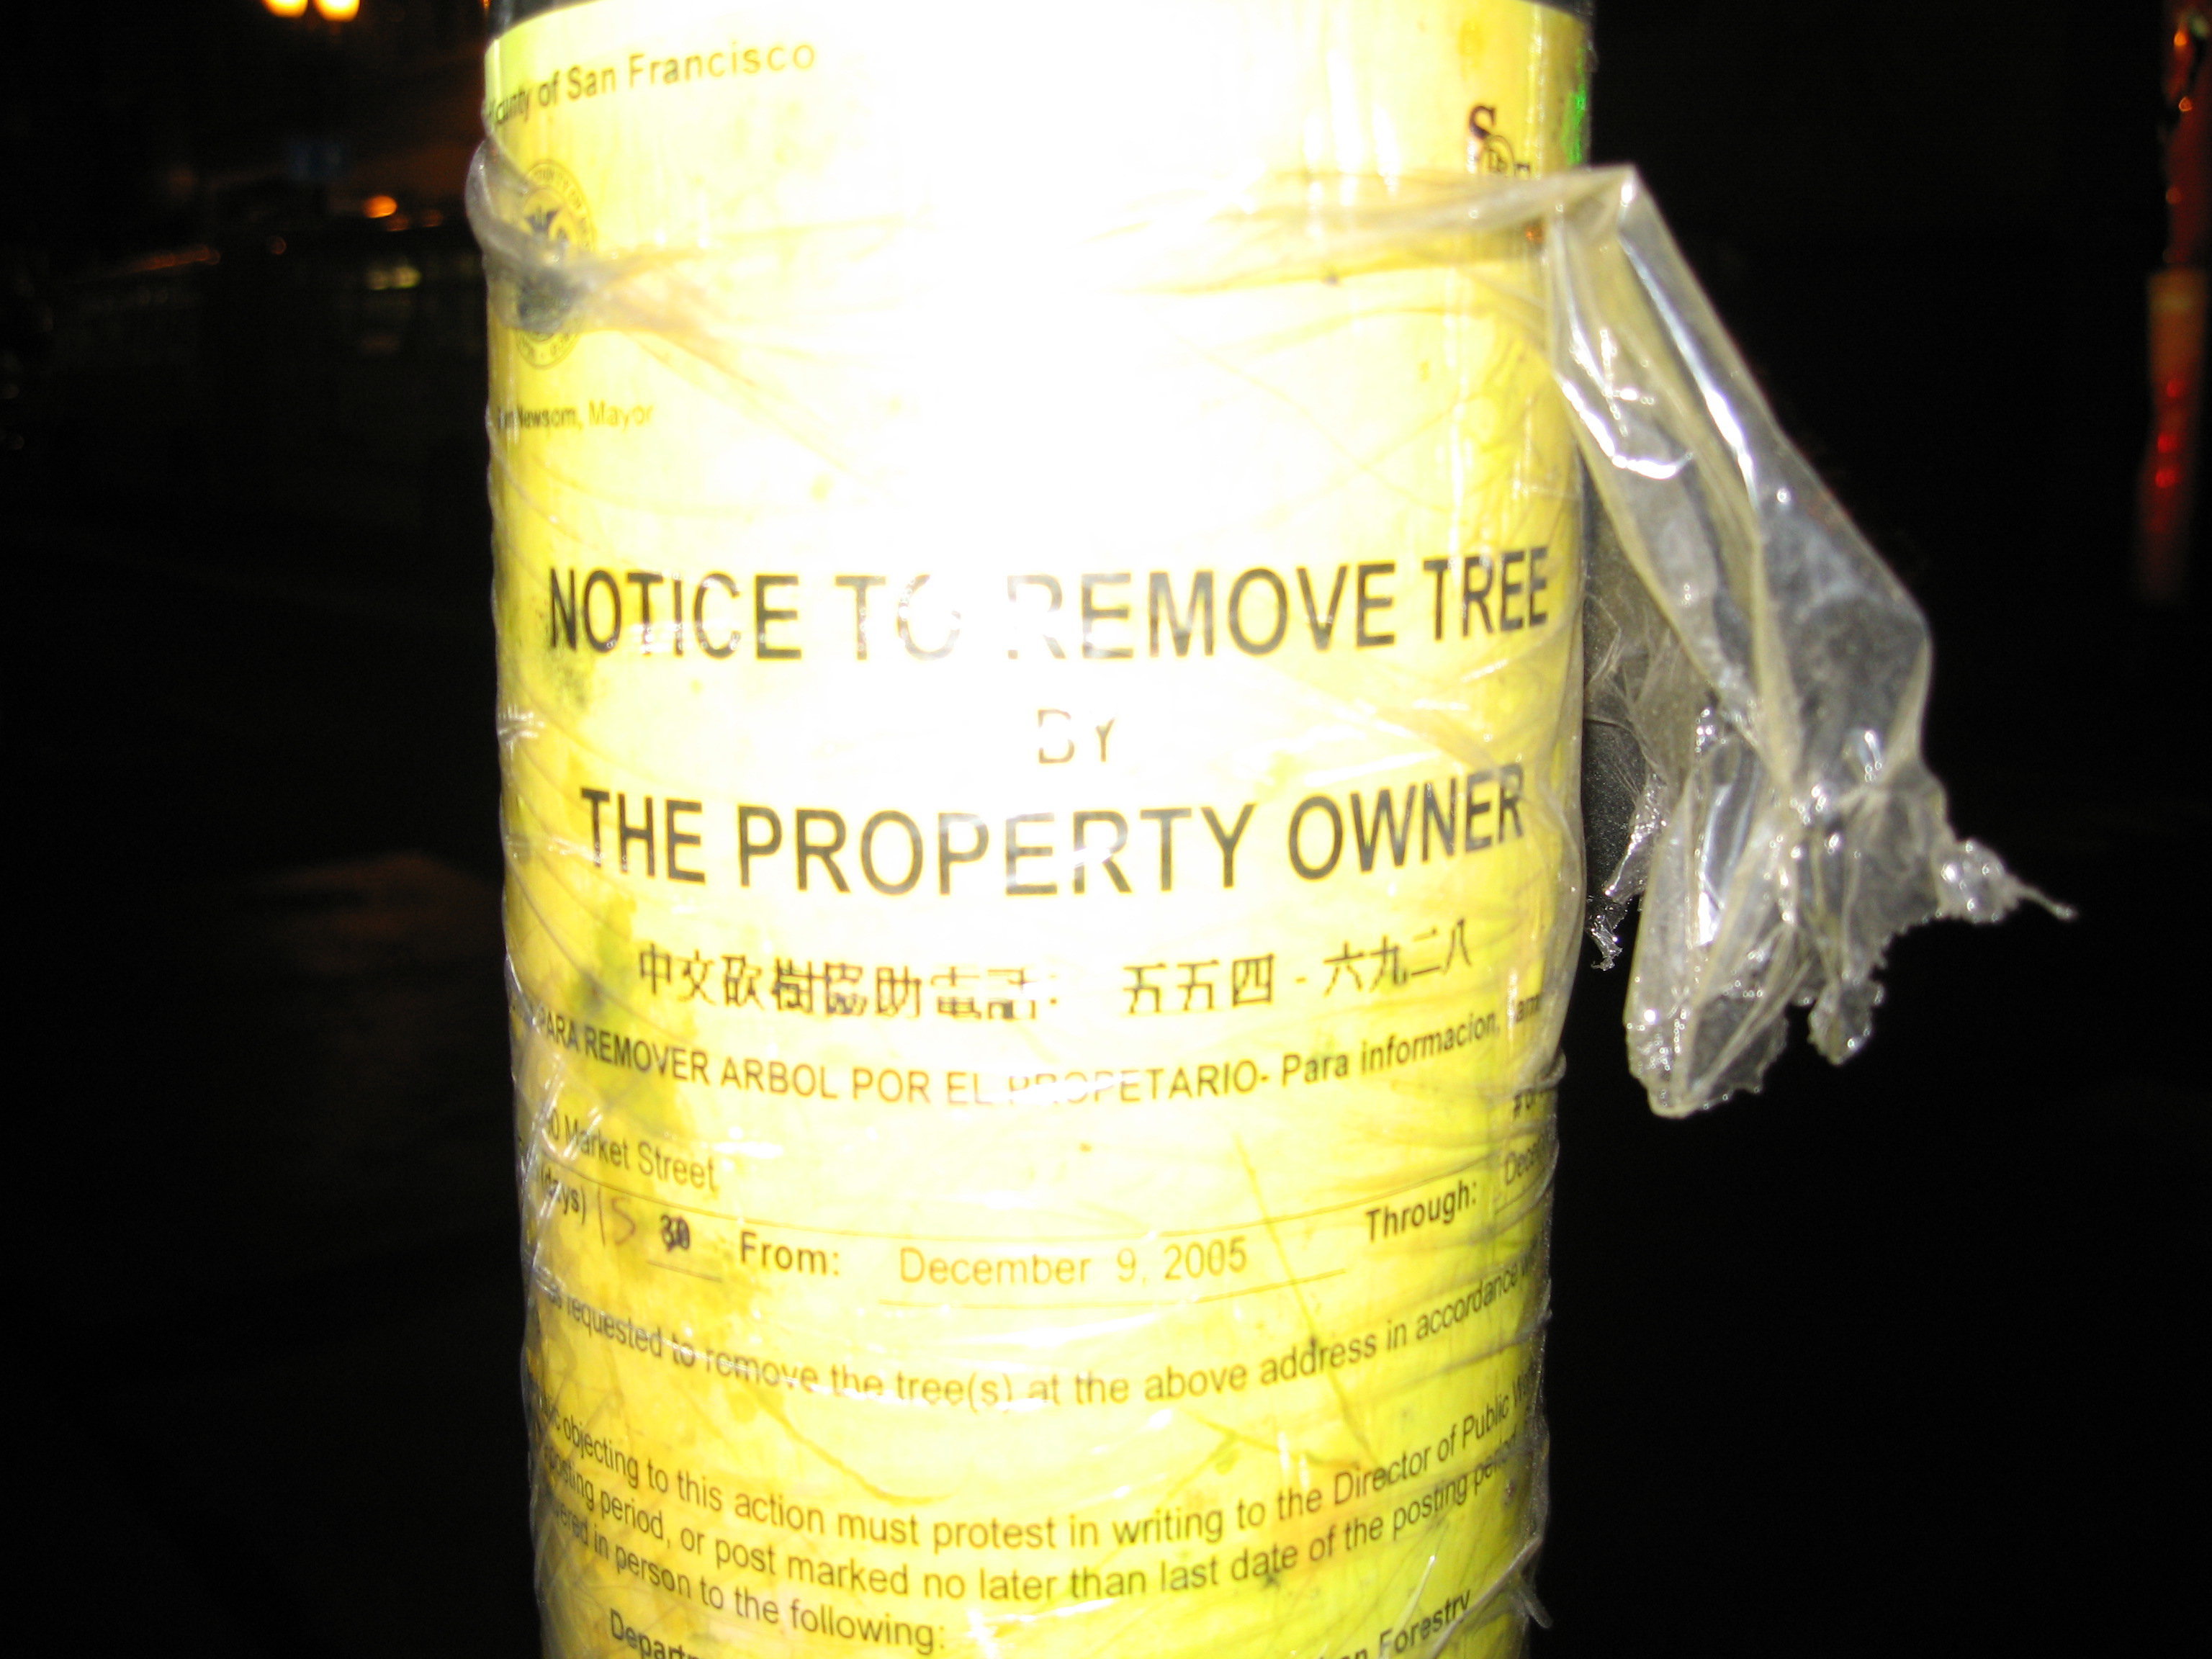 of San Francisco
Newsom, Mayor
NOTICE TO REMOVE TREE
BY
THE PROPERTY OWNER
中文砍樹協助電話: 五五四 - 六九二八
PARA REMOVER ARBOL POR EL PROPETARIO- Para informacion,
Market Street
(days) 15 30 From: December 9, 2005 Through:
requested to remove the tree(s) at the above address in accordance
objecting to this action must protest in writing to the Director of Public
posting period, or post marked no later than last date of the posting period
in person to the following:
Forestry